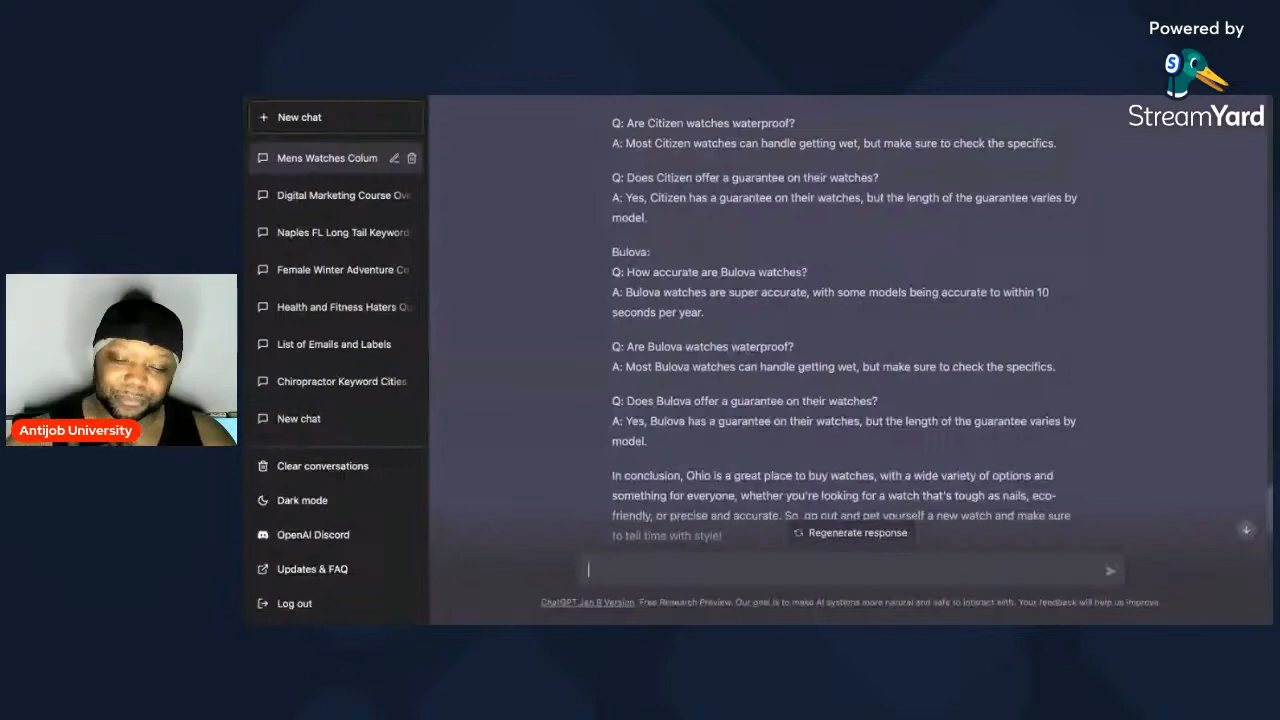 Powered by
StreamYard
New chat
Mens Watches Colum
Digital Marketing Course Ov
Naples FL Long Tail Keyword
Female Winter Adventure Co
Health and Fitness Haters Qu
List of Emails and Labels
Chiropractor Keyword Cities
New chat
Clear conversations
Dark mode
OpenAI Discord
Updates & FAQ
Log out
Q: Are Citizen watches waterproof?
A: Most Citizen watches can handle getting wet, but make sure to check the specifics.
Q: Does Citizen offer a guarantee on their watches?
A: Yes, Citizen has a guarantee on their watches, but the length of the guarantee varies by
model.
Bulova:
Q: How accurate are Bulova watches?
A: Bulova watches are super accurate, with some models being accurate to within 10
seconds per year.
Q: Are Bulova watches waterproof?
A: Most Bulova watches can handle getting wet, but make sure to check the specifics.
Q: Does Bulova offer a guarantee on their watches?
A: Yes, Bulova has a guarantee on their watches, but the length of the guarantee varies by
model.
In conclusion, Ohio is a great place to buy watches, with a wide variety of options and
something for everyone, whether you're looking for a watch that's tough as nails, eco-
friendly, or precise and accurate. So, go out and get yourself a new watch and make sure
to tell time with style!
Regenerate response
ChatGPT Jan 9 Version. Free Research Preview. Our goal is to make AI systems more natural and safe to interact with. Your feedback will help us improve.
Antijob University